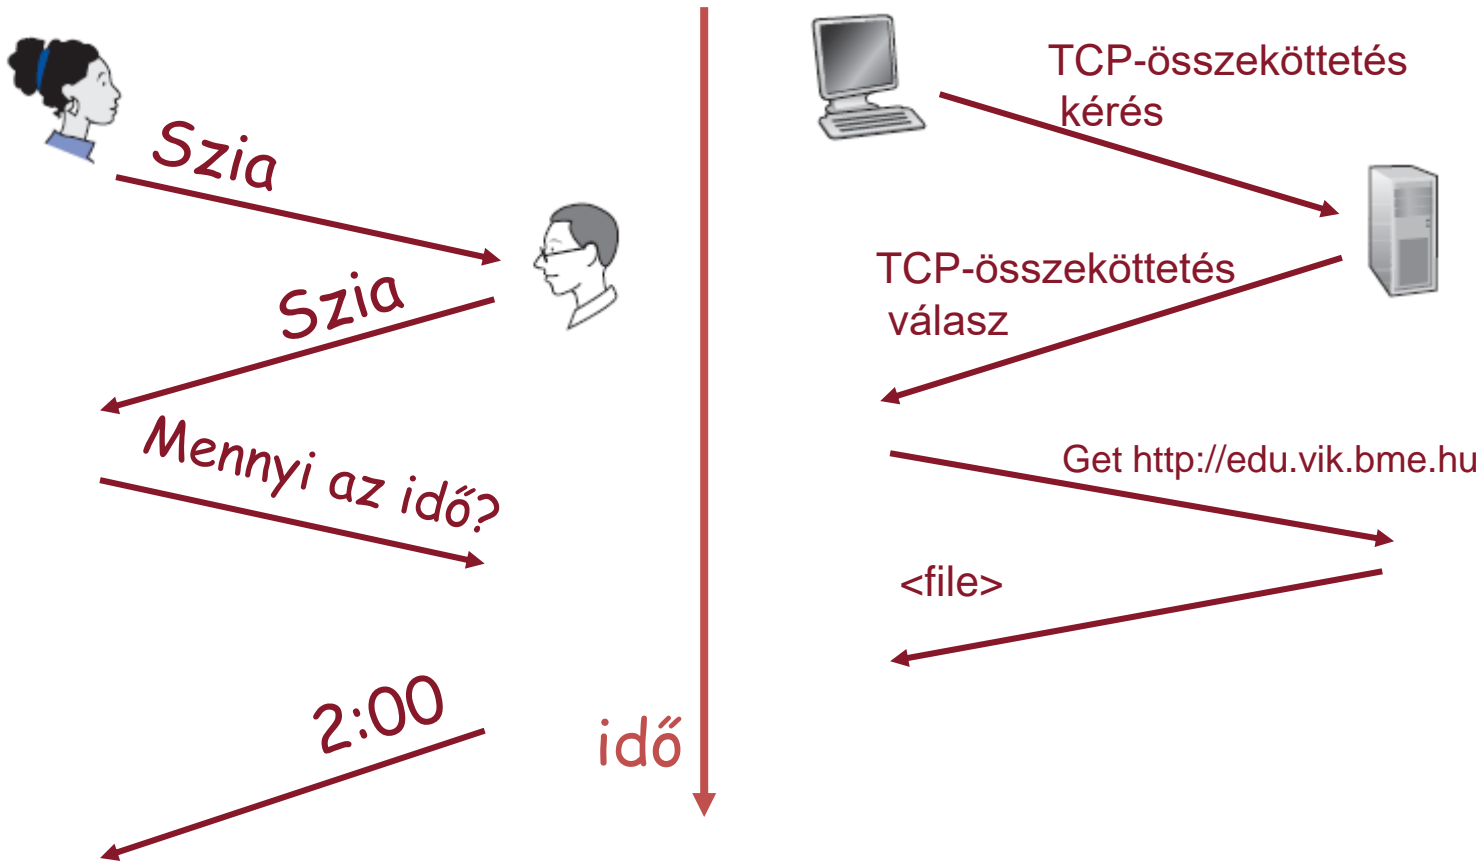 Szia
Szia
Mennyi az idő?
2:00
idő
TCP-összeköttetés
kérés
TCP-összeköttetés
válasz
Get http://edu.vik.bme.hu
<file>